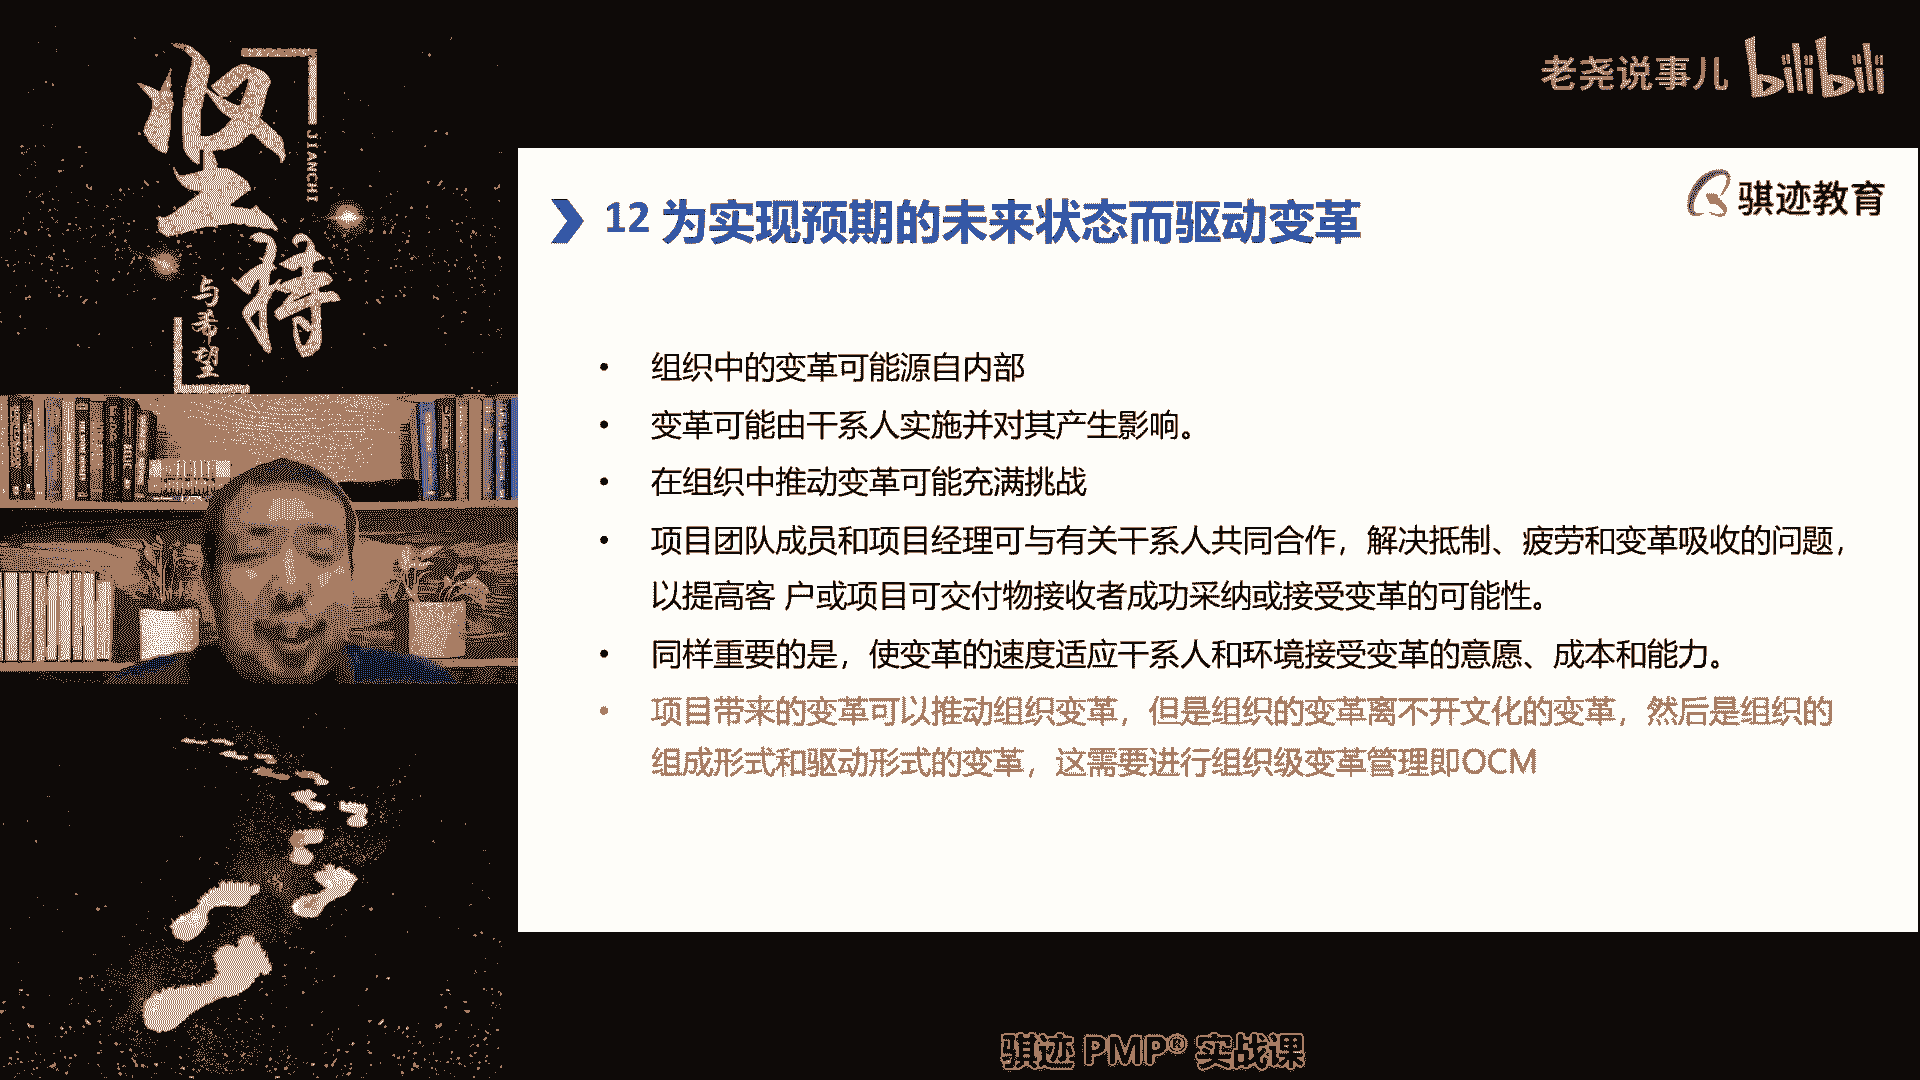 坚持
JIANCHI
与希望
老尧说事儿 bilibili
骐迹教育
12 为实现预期的未来状态而驱动变革
• 组织中的变革可能源自内部
• 变革可能由干系人实施并对其产生影响。
• 在组织中推动变革可能充满挑战
• 项目团队成员和项目经理可与有关干系人共同合作，解决抵制、疲劳和变革吸收的问题，
以提高客 户或项目可交付物接收者成功采纳或接受变革的可能性。
• 同样重要的是，使变革的速度适应干系人和环境接受变革的意愿、成本和能力。
• 项目带来的变革可以推动组织变革，但是组织的变革离不开文化的变革，然后是组织的
组成形式和驱动形式的变革，这需要进行组织级变革管理即OCM
骐迹 PMP® 实战课